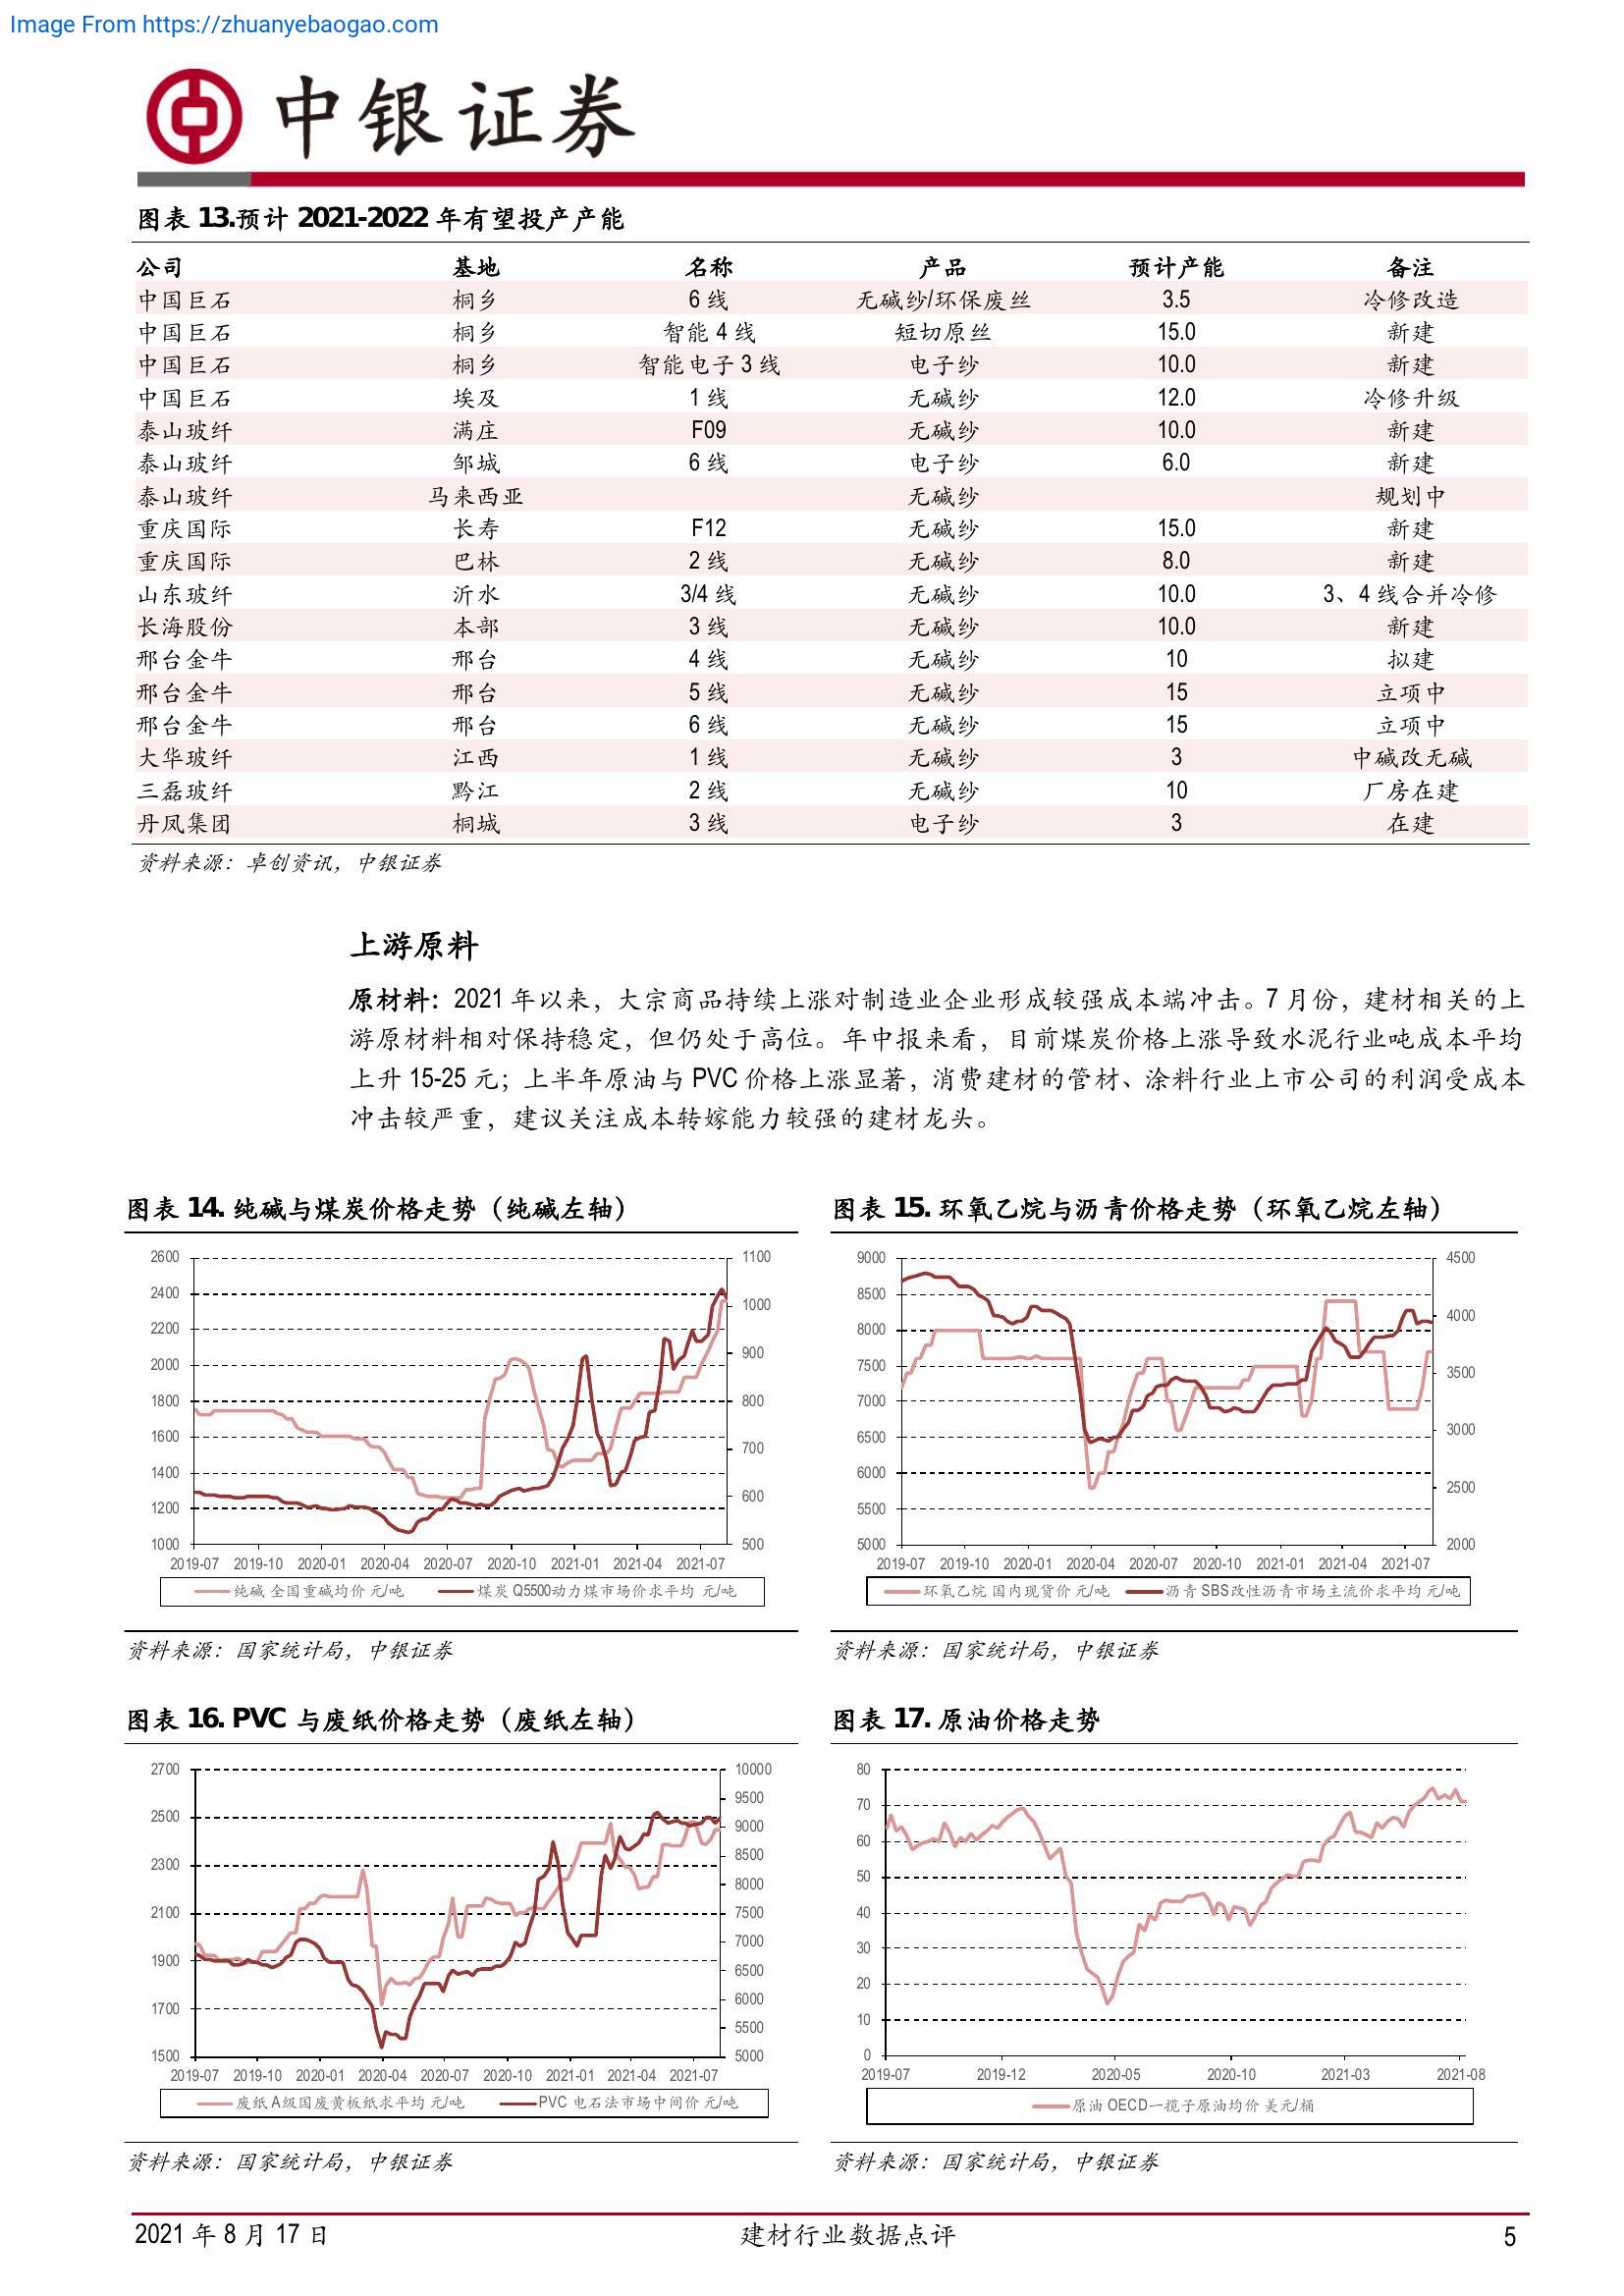 Image From https://zhuanyebaogao.com
中银证券
图表 13.预计 2021-2022 年有望投产产能
公司 基地 名称 产品 预计产能 备注
中国巨石 桐乡 6 线 无碱纱/环保废丝 3.5 冷修改造
中国巨石 桐乡 智能 4 线 短切原丝 15.0 新建
中国巨石 桐乡 智能电子 3 线 电子纱 10.0 新建
中国巨石 埃及 1 线 无碱纱 12.0 冷修升级
泰山玻纤 满庄 F09 无碱纱 10.0 新建
泰山玻纤 邹城 6 线 电子纱 6.0 新建
泰山玻纤 马来西亚 无碱纱 规划中
重庆国际 长寿 F12 无碱纱 15.0 新建
重庆国际 巴林 2 线 无碱纱 8.0 新建
山东玻纤 沂水 3/4 线 无碱纱 10.0 3、4 线合并冷修
长海股份 本部 3 线 无碱纱 10.0 新建
邢台金牛 邢台 4 线 无碱纱 10 拟建
邢台金牛 邢台 5 线 无碱纱 15 立项中
邢台金牛 邢台 6 线 无碱纱 15 立项中
大华玻纤 江西 1 线 无碱纱 3 中碱改无碱
三磊玻纤 黔江 2 线 无碱纱 10 厂房在建
丹凤集团 桐城 3 线 电子纱 3 在建
资料来源：卓创资讯，中银证券
上游原料
原材料：2021 年以来，大宗商品持续上涨对制造业企业形成较强成本端冲击。7 月份，建材相关的上
游原材料相对保持稳定，但仍处于高位。年中报来看，目前煤炭价格上涨导致水泥行业吨成本平均
上升 15-25 元；上半年原油与 PVC 价格上涨显著，消费建材的管材、涂料行业上市公司的利润受成本
冲击较严重，建议关注成本转嫁能力较强的建材龙头。
图表 14. 纯碱与煤炭价格走势（纯碱左轴）
2600 1100
2400 1000
2200 900
2000 800
1800 700
1600 600
1400 500
1200
1000
2019-07 2019-10 2020-01 2020-04 2020-07 2020-10 2021-01 2021-04 2021-07
纯碱 全国重碱均价 元/吨 煤炭 Q5500动力煤市场价求平均 元/吨
资料来源：国家统计局，中银证券
图表 15. 环氧乙烷与沥青价格走势（环氧乙烷左轴）
9000 4500
8500 4000
8000 3500
7500 3000
7000 2500
6500 2000
6000
5500
5000
2019-07 2019-10 2020-01 2020-04 2020-07 2020-10 2021-01 2021-04 2021-07
环氧乙烷 国内现货价 元/吨 沥青 SBS改性沥青市场主流价求平均 元/吨
资料来源：国家统计局，中银证券
图表 16. PVC 与废纸价格走势（废纸左轴）
2700 10000
2500 9500
2300 9000
2100 8500
1900 8000
1700 7500
1500 7000
6500
6000
5500
5000
2019-07 2019-10 2020-01 2020-04 2020-07 2020-10 2021-01 2021-04 2021-07
废纸 A级国废黄板纸求平均 元/吨 PVC 电石法市场中间价 元/吨
资料来源：国家统计局，中银证券
图表 17. 原油价格走势
80
70
60
50
40
30
20
10
0
2019-07 2019-12 2020-05 2020-10 2021-03 2021-08
原油 OECD一揽子原油均价 美元/桶
资料来源：国家统计局，中银证券
2021 年 8 月 17 日 建材行业数据点评 5